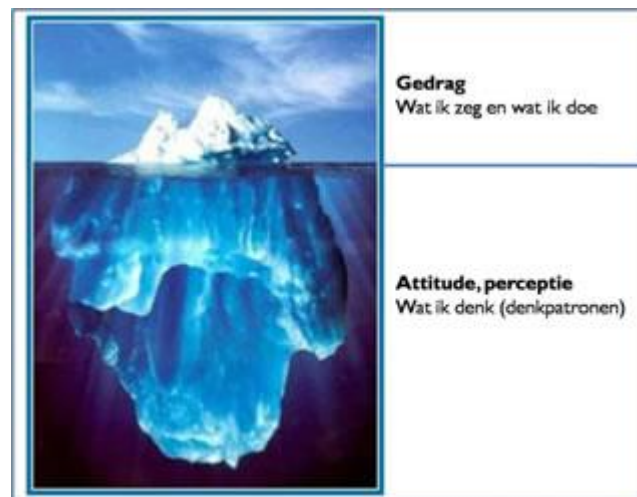 Gedrag
Wat ik zeg en wat ik doe
Attitude, perceptie
Wat ik denk (denkpatronen)